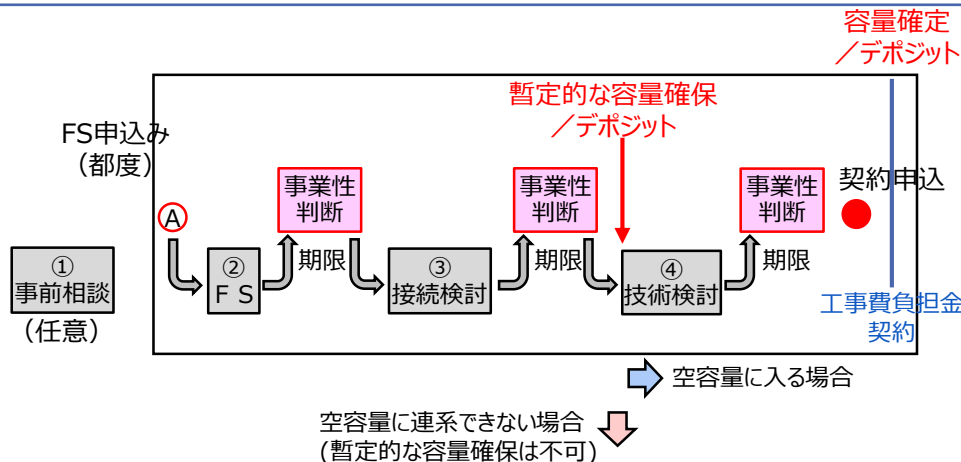 容量確定
／デポジット
暫定的な容量確保
／デポジット
FS申込み
（都度）
A
事業性
判断
事業性
判断
事業性
判断
契約申込
期限
期限
期限
①
事前相談
（任意）
②
ＦＳ
③
接続検討
④
技術検討
工事費負担金
契約
空容量に入る場合
空容量に連系できない場合
(暫定的な容量確保は不可)